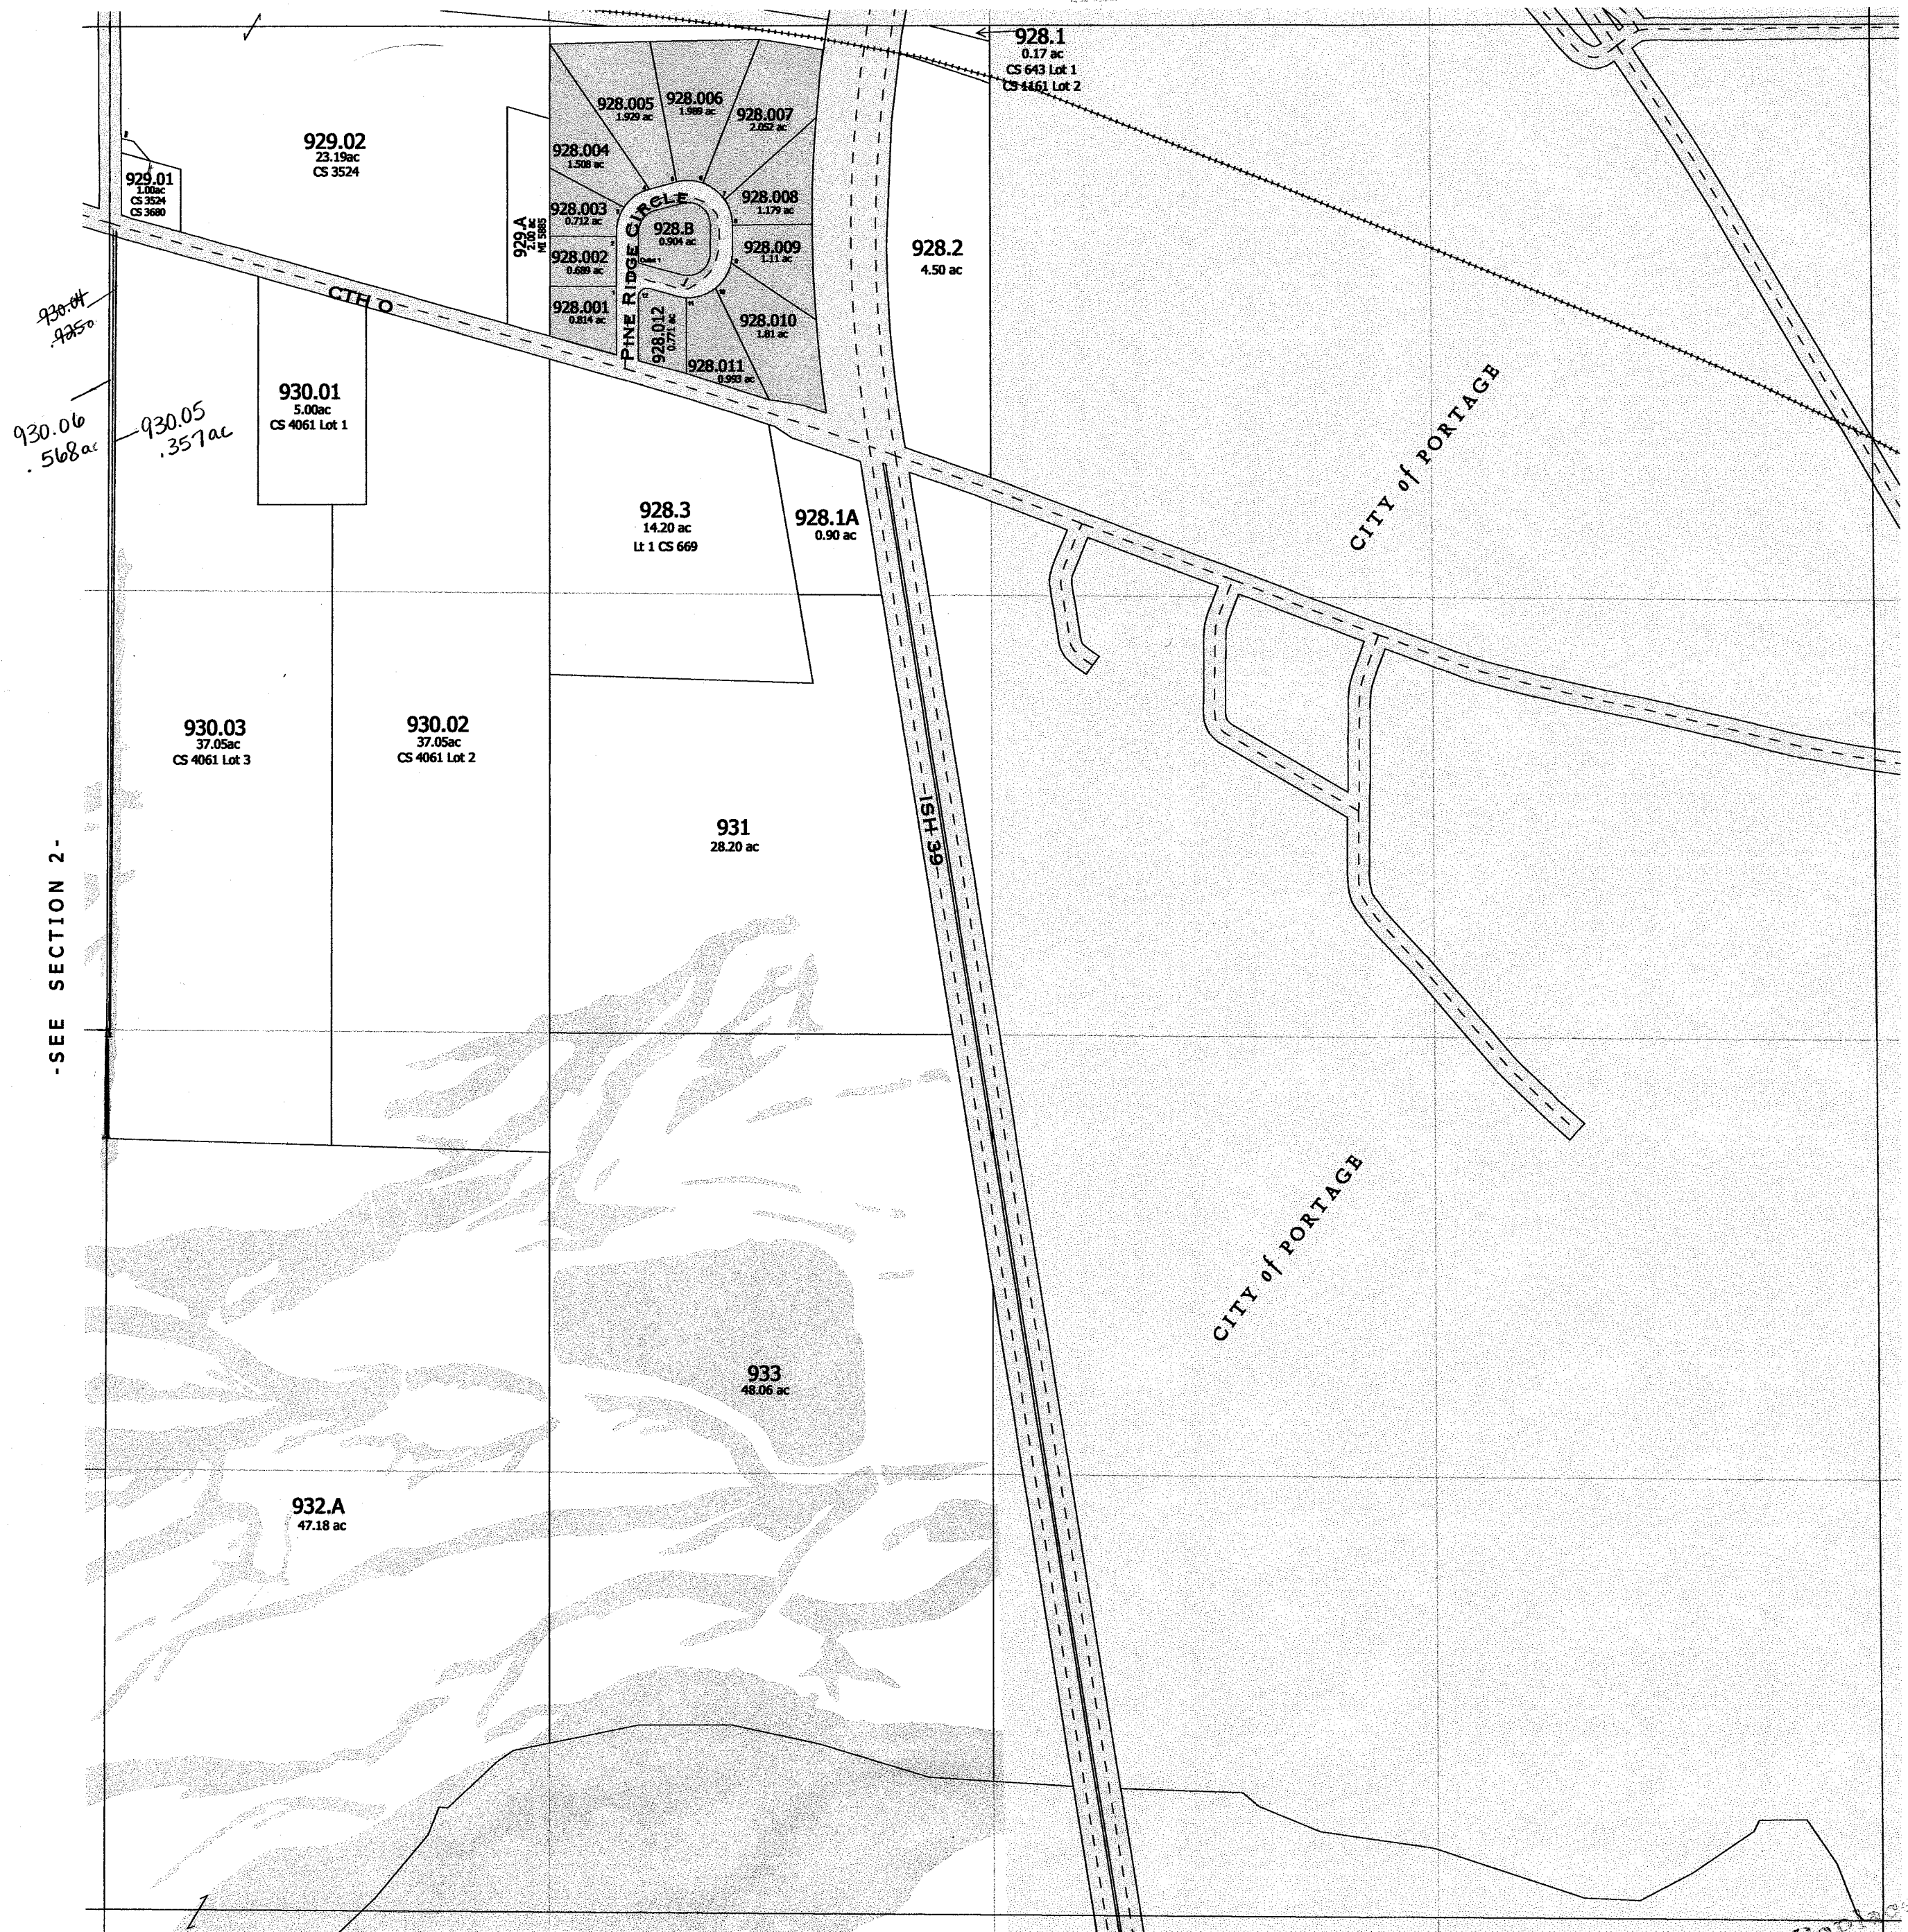 928.1
0.17 ac
CS 643 Lot 1
CS 1161 Lot 2
929.02
23.19ac
CS 3524
929.01
1.00ac
CS 3524
CS 3680
929.A
2.00 ac
MI 5885
928.005
1.929 ac
928.006
1.989 ac
928.007
2.052 ac
928.004
1.508 ac
928.003
0.712 ac
928.002
0.689 ac
928.001
0.814 ac
928.B
0.904 ac
Outlot 1
928.008
1.179 ac
928.009
1.11 ac
928.010
1.81 ac
928.011
0.993 ac
928.012
0.771 ac
PINE RIDGE CIRCLE
928.2
4.50 ac
CTH O
930.04
.9250
930.06
.568ac
930.05
.357ac
930.01
5.00ac
CS 4061 Lot 1
928.3
14.20 ac
Lt 1 CS 669
928.1A
0.90 ac
CITY of PORTAGE
930.03
37.05ac
CS 4061 Lot 3
930.02
37.05ac
CS 4061 Lot 2
931
28.20 ac
ISH 39
-SEE SECTION 2-
CITY of PORTAGE
933
48.06 ac
932.A
47.18 ac